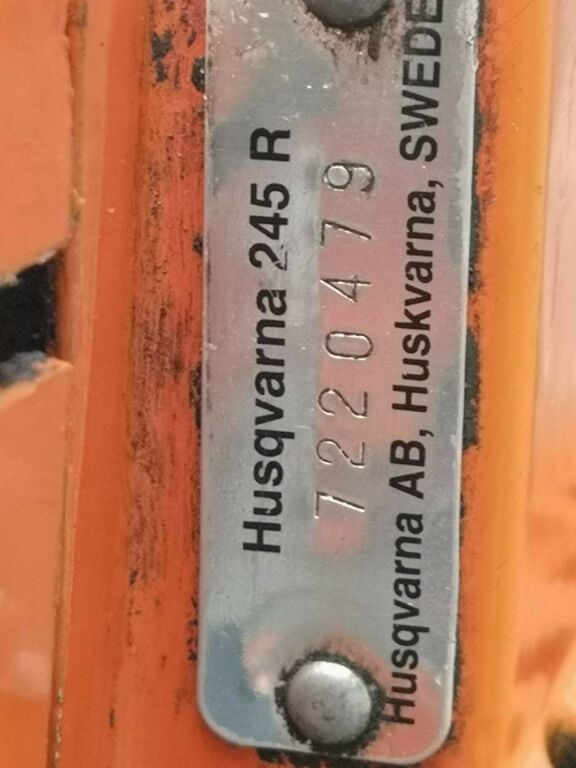 Husqvarna 245 R
7220479
Husqvarna AB, Huskvarna, SWEDE